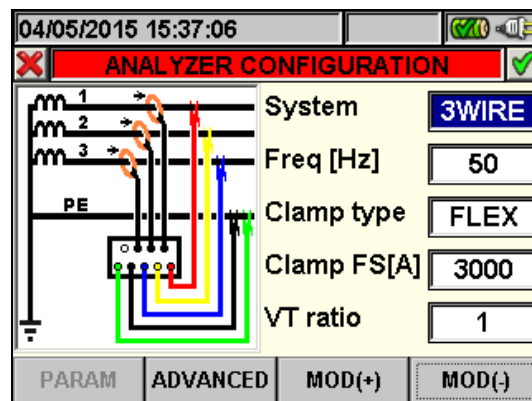 04/05/2015 15:37:06
ANALYZER CONFIGURATION
1
2
3
PE
System 3WIRE
Freq [Hz] 50
Clamp type FLEX
Clamp FS[A] 3000
VT ratio 1
PARAM ADVANCED MOD(+) MOD(-)